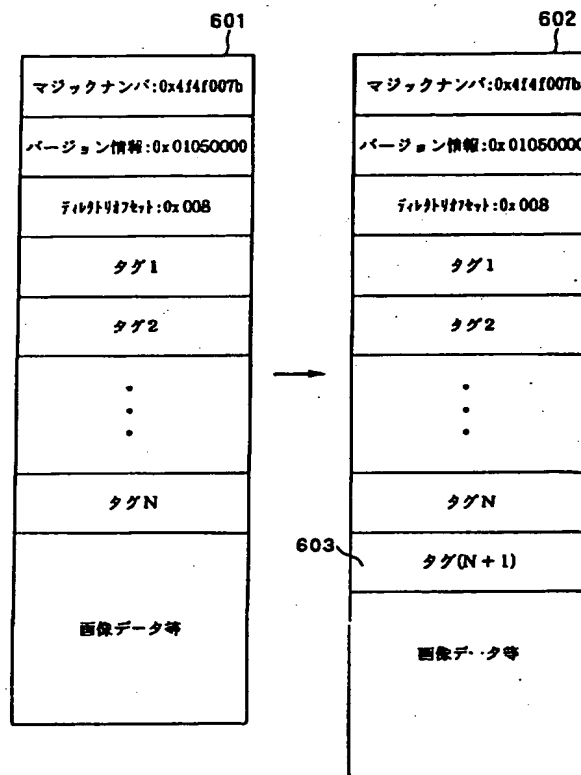 601
マジックナンバ:0x4f4f007b
バージョン情報:0x01050000
ディレクトリオフセット:0x008
タグ1
タグ2
タグN
画像データ等
602
マジックナンバ:0x4f4f007b
バージョン情報:0x01050000
ディレクトリオフセット:0x008
タグ1
タグ2
タグN
603
タグ(N+1)
画像データ等